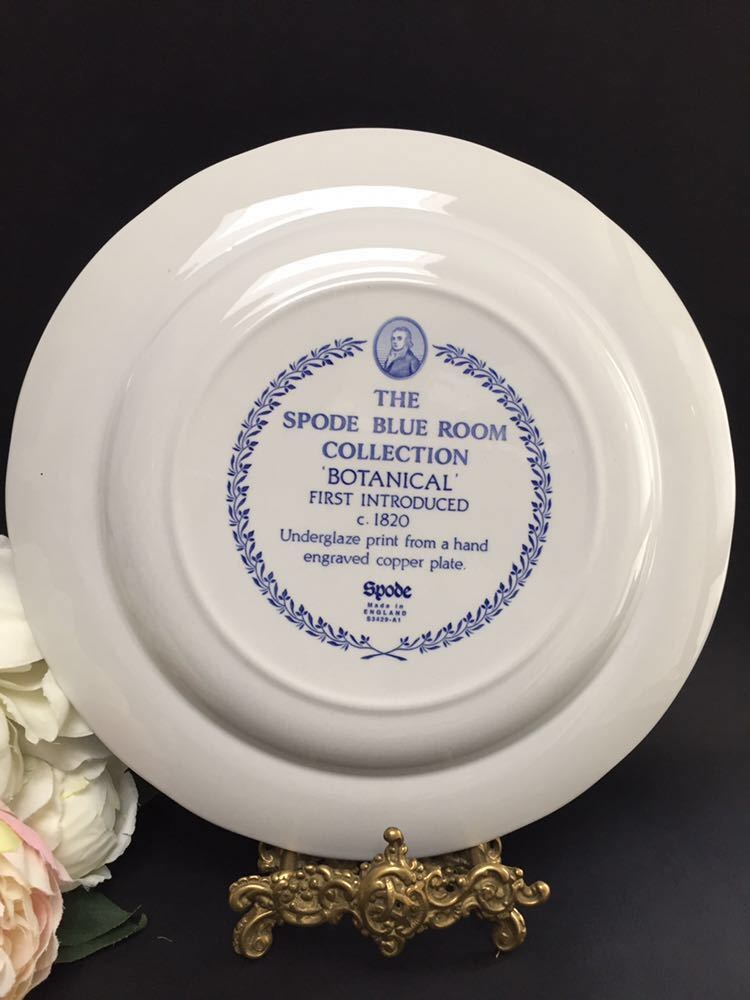 THE
SPODE BLUE ROOM
COLLECTION
'BOTANICAL'
FIRST INTRODUCED
c. 1820
Underglaze print from a hand
engraved copper plate.
Spode
Made in
ENGLAND
S3429-A1